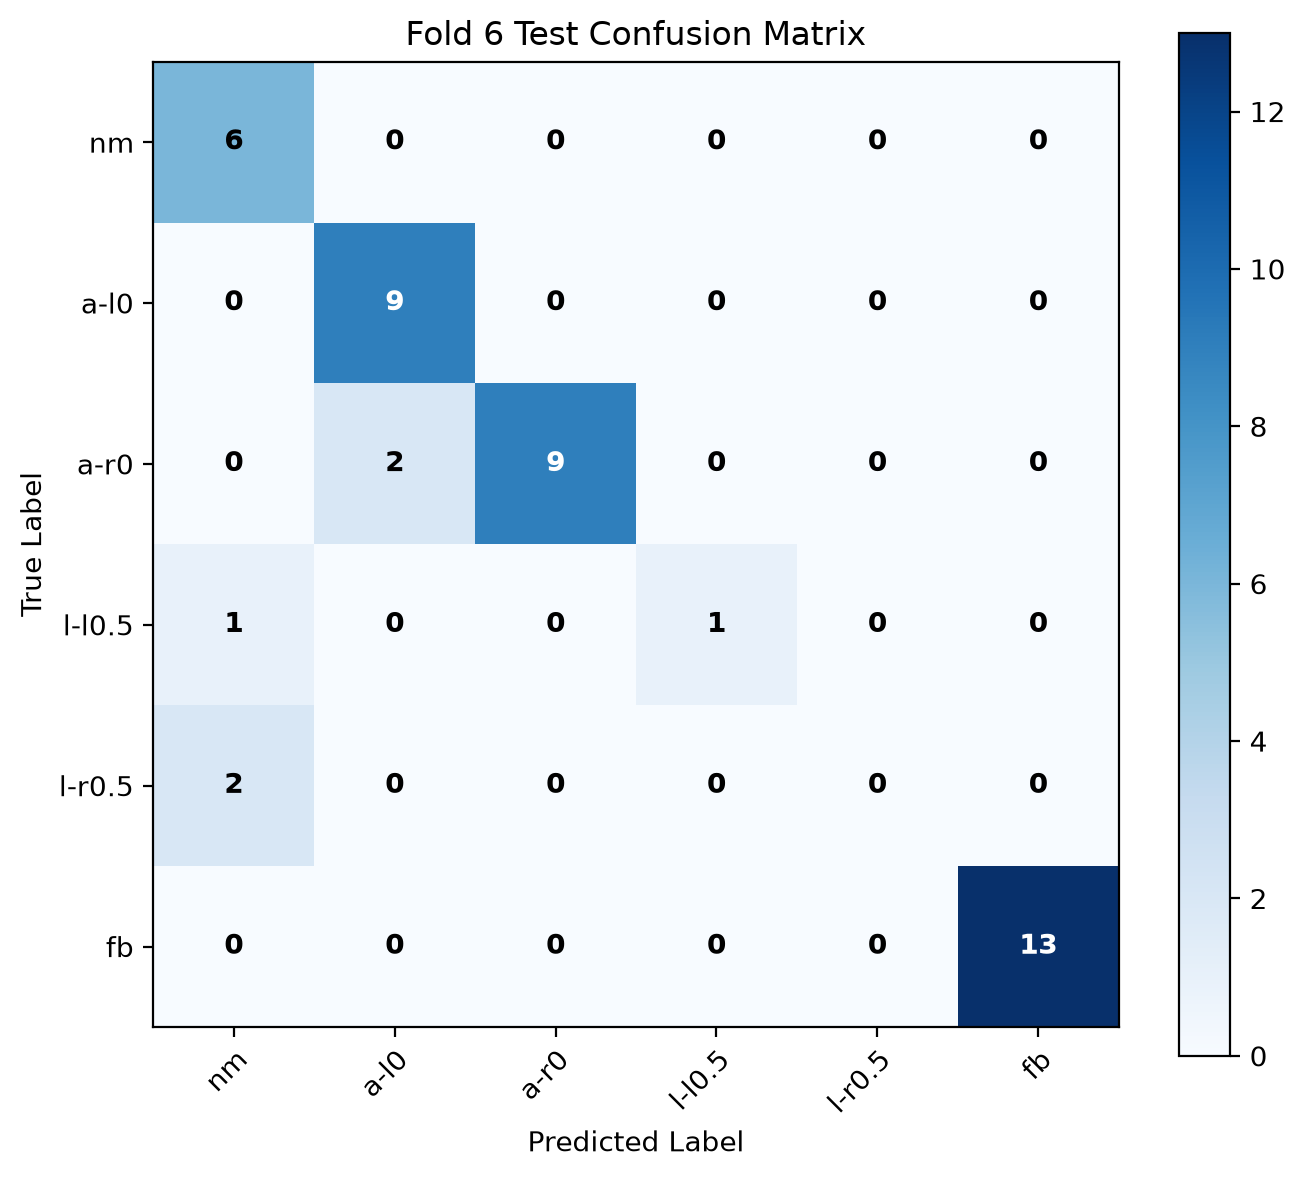 Fold 6 Test Confusion Matrix
True Label
nm 6 0 0 0 0 0
a-l0 0 9 0 0 0 0
a-r0 0 2 9 0 0 0
l-l0.5 1 0 0 1 0 0
l-r0.5 2 0 0 0 0 0
fb 0 0 0 0 0 13
nm a-l0 a-r0 l-l0.5 l-r0.5 fb
Predicted Label
12
10
8
6
4
2
0